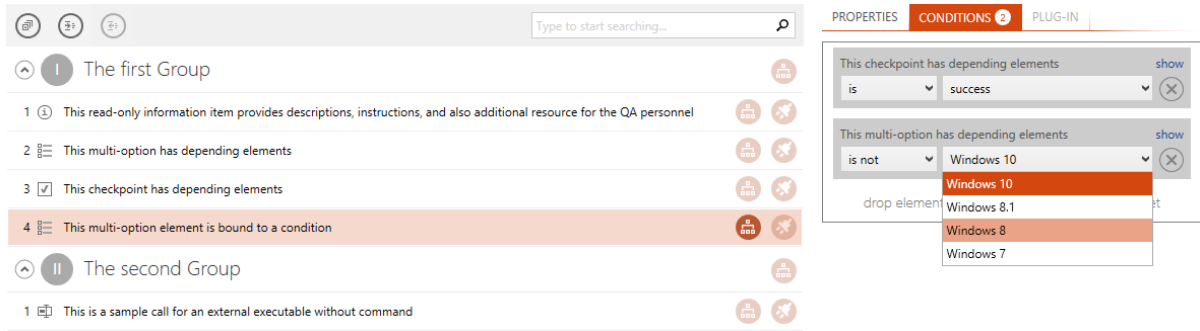 Type to start searching...
I The first Group
1 This read-only information item provides descriptions, instructions, and also additional resource for the QA personnel
2 This multi-option has depending elements
3 This checkpoint has depending elements
4 This multi-option element is bound to a condition
II The second Group
1 This is a sample call for an external executable without command
PROPERTIES CONDITIONS 2 PLUG-IN
This checkpoint has depending elements show
is success
This multi-option has depending elements show
is not Windows 10
Windows 10
drop element
Windows 8.1
Windows 8
Windows 7